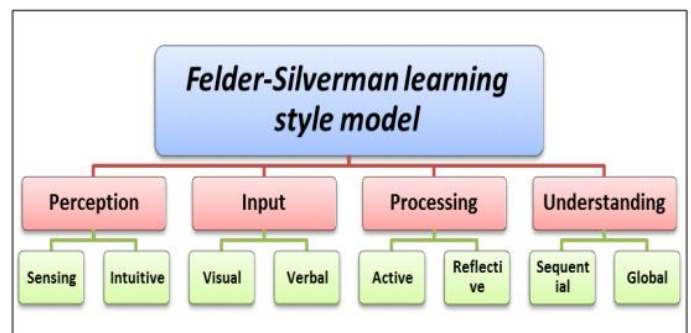 Felder-Silverman learning
style model
Perception
Input
Processing
Understanding
Sensing
Intuitive
Visual
Verbal
Active
Reflecti
ve
Sequent
ial
Global